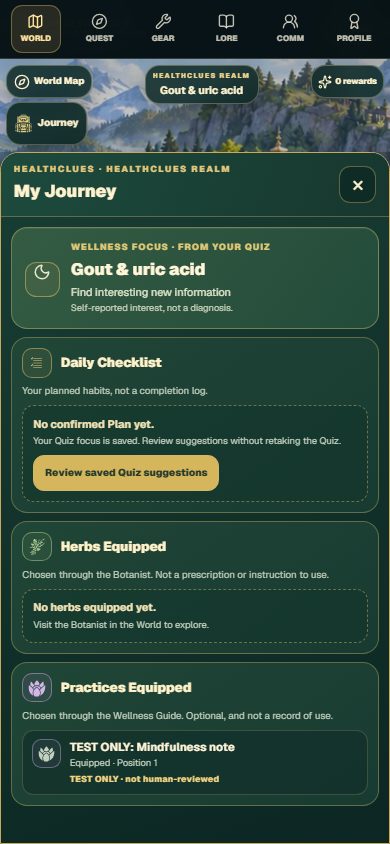 WORLD
QUEST
GEAR
LORE
COMM
PROFILE
World Map
HEALTHCLUES REALM
Gout & uric acid
0 rewards
Journey
HEALTHCLUES · HEALTHCLUES REALM
My Journey
WELLNESS FOCUS · FROM YOUR QUIZ
Gout & uric acid
Find interesting new information
Self-reported interest, not a diagnosis.
Daily Checklist
Your planned habits, not a completion log.
No confirmed Plan yet.
Your Quiz focus is saved. Review suggestions without retaking the Quiz.
Review saved Quiz suggestions
Herbs Equipped
Chosen through the Botanist. Not a prescription or instruction to use.
No herbs equipped yet.
Visit the Botanist in the World to explore.
Practices Equipped
Chosen through the Wellness Guide. Optional, and not a record of use.
TEST ONLY: Mindfulness note
Equipped · Position 1
TEST ONLY · not human-reviewed